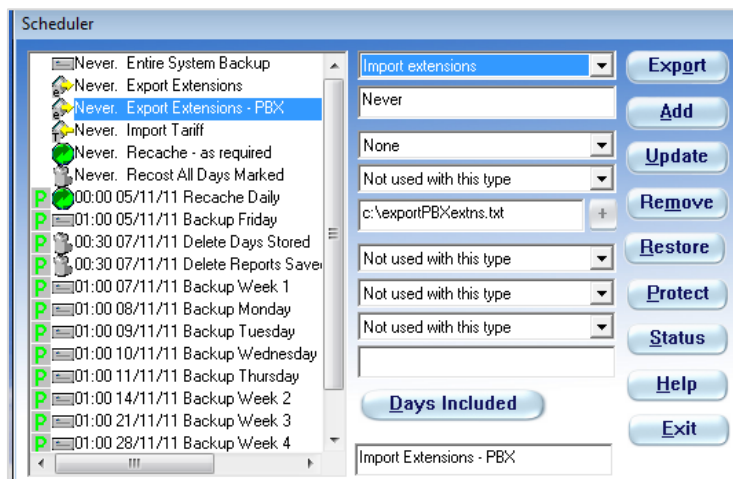 Scheduler
Never. Entire System Backup
Never. Export Extensions
Never. Export Extensions - PBX
Never. Import Tariff
Never. Recache - as required
Never. Recost All Days Marked
P 00:00 05/11/11 Recache Daily
P 01:00 05/11/11 Backup Friday
P 00:30 07/11/11 Delete Days Stored
P 00:30 07/11/11 Delete Reports Save
P 01:00 07/11/11 Backup Week 1
P 01:00 08/11/11 Backup Monday
P 01:00 09/11/11 Backup Tuesday
P 01:00 10/11/11 Backup Wednesday
P 01:00 11/11/11 Backup Thursday
P 01:00 14/11/11 Backup Week 2
P 01:00 21/11/11 Backup Week 3
P 01:00 28/11/11 Backup Week 4
Import extensions
Never
None
Not used with this type
c:\exportPBXextns.txt
+
Not used with this type
Not used with this type
Not used with this type
Days Included
Import Extensions - PBX
Export
Add
Update
Remove
Restore
Protect
Status
Help
Exit